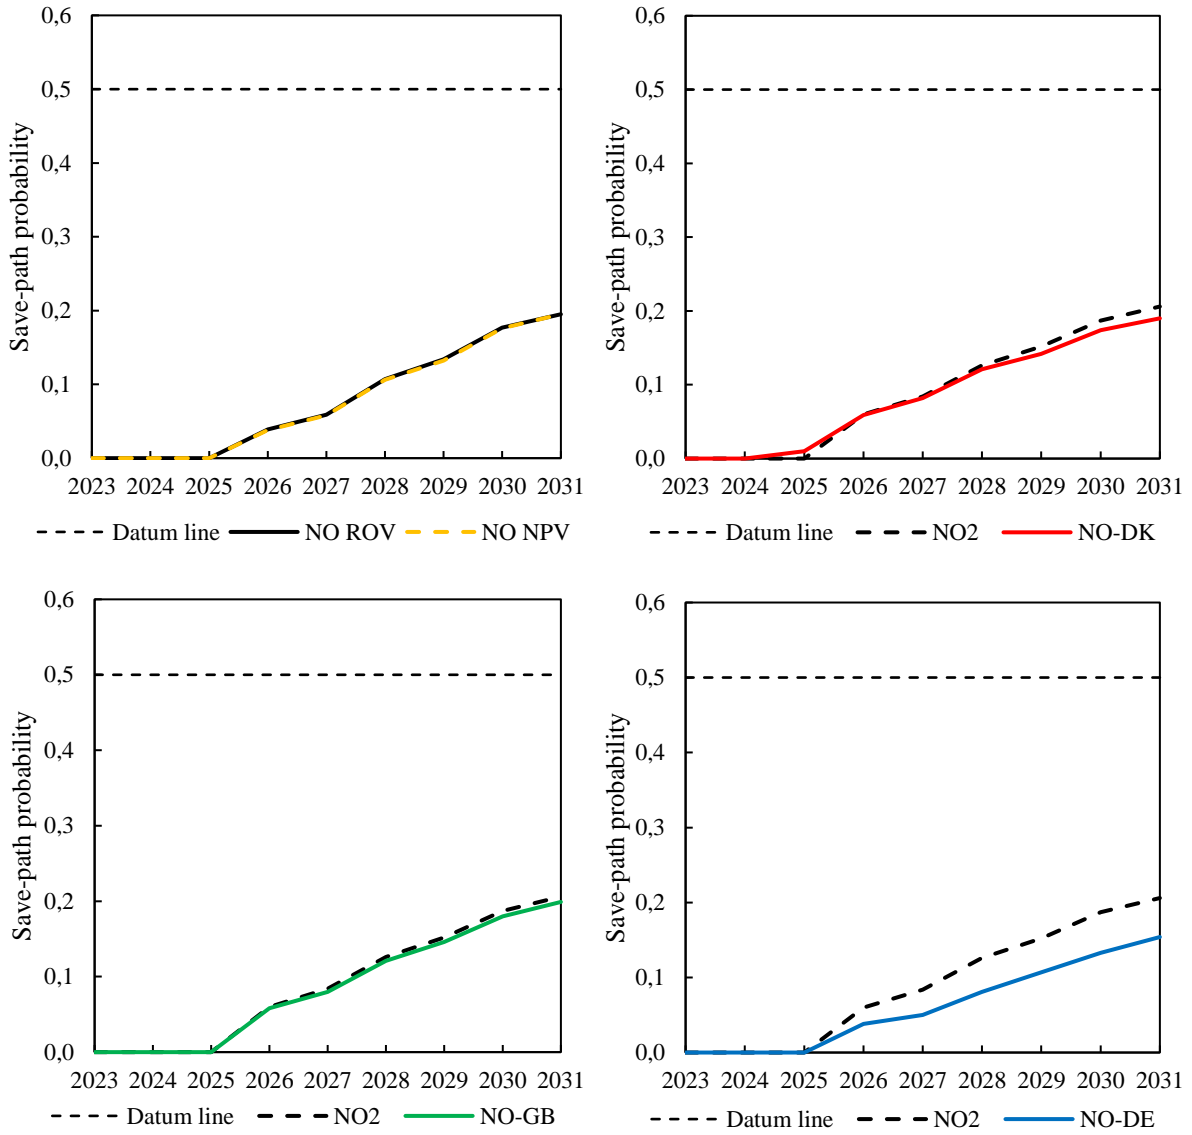 Save-path probability
0,6
0,5
0,4
0,3
0,2
0,1
0,0
2023 2024 2025 2026 2027 2028 2029 2030 2031
Datum line NO ROV NO NPV
Save-path probability
0,6
0,5
0,4
0,3
0,2
0,1
0,0
2023 2024 2025 2026 2027 2028 2029 2030 2031
Datum line NO2 NO-DK
Save-path probability
0,6
0,5
0,4
0,3
0,2
0,1
0,0
2023 2024 2025 2026 2027 2028 2029 2030 2031
Datum line NO2 NO-GB
Save-path probability
0,6
0,5
0,4
0,3
0,2
0,1
0,0
2023 2024 2025 2026 2027 2028 2029 2030 2031
Datum line NO2 NO-DE